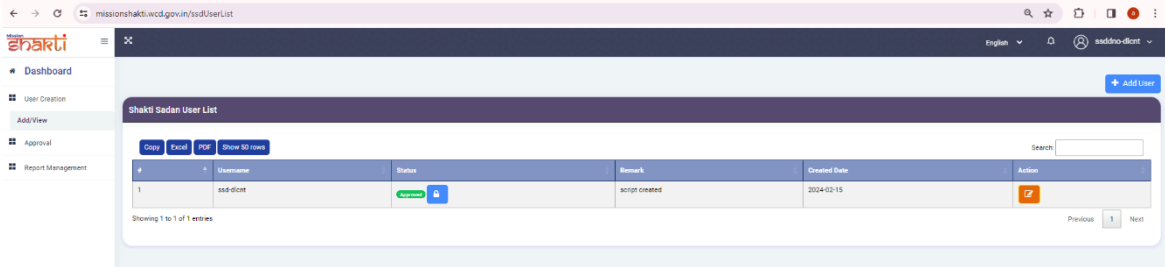 missionshakti.wcd.gov.in/ssdUserList
a
Mission
Shakti
English
ssddno-dlcnt
Dashboard
User Creation
Add/View
Approval
Report Management
+ Add User
Shakti Sadan User List
Copy Excel PDF Show 50 rows
Search:
# Username Status Remark Created Date Action
1 ssd-dlcnt Approved script created 2024-02-15
Showing 1 to 1 of 1 entries
Previous 1 Next